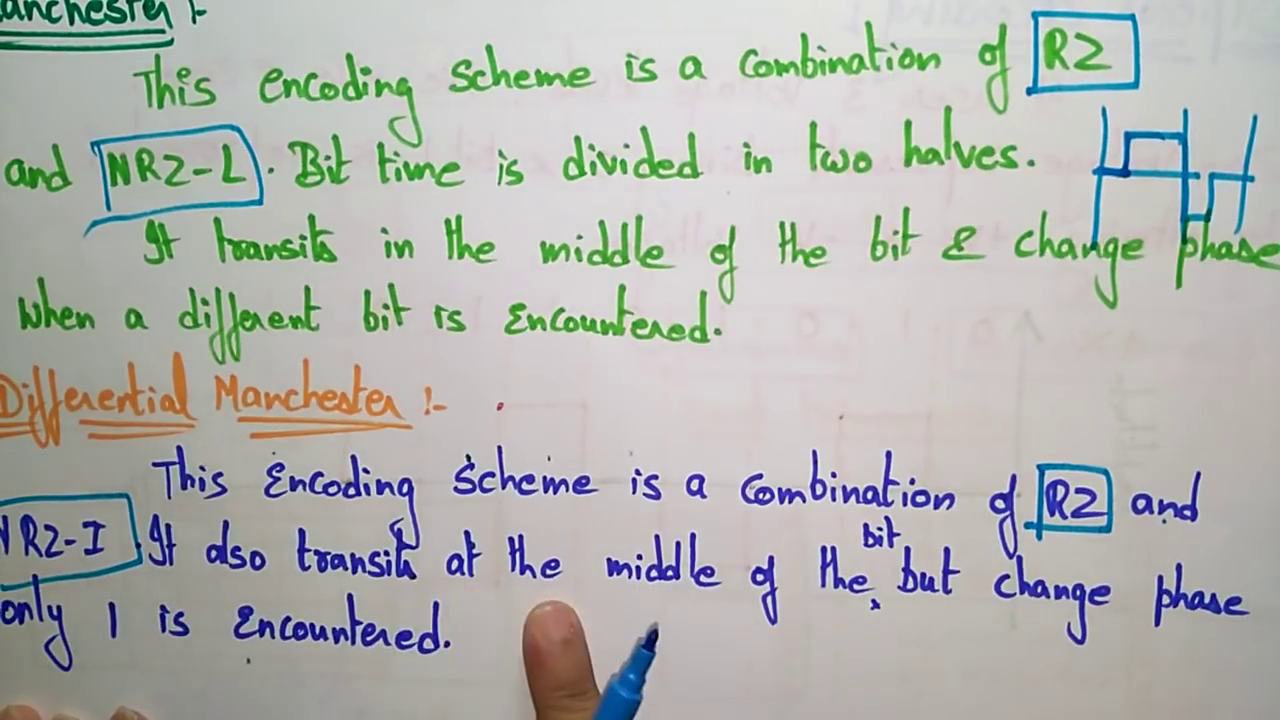 Manchester :-
This encoding scheme is a combination of RZ
and NRZ-L. Bit time is divided in two halves.
It transits in the middle of the bit & change phase
when a different bit is encountered.
Differential Manchester :-
This Encoding scheme is a combination of RZ and
NRZ-I It also transits at the middle of the bit but change phase
only 1 is encountered.